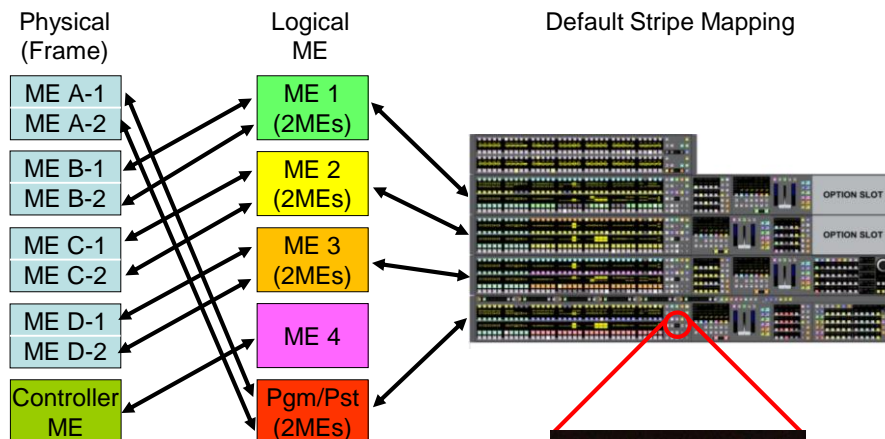 Physical
(Frame)
Logical
ME
Default Stripe Mapping
ME A-1
ME A-2
ME B-1
ME B-2
ME C-1
ME C-2
ME D-1
ME D-2
Controller
ME
ME 1
(2MEs)
ME 2
(2MEs)
ME 3
(2MEs)
ME 4
Pgm/Pst
(2MEs)
OPTION SLOT
OPTION SLOT